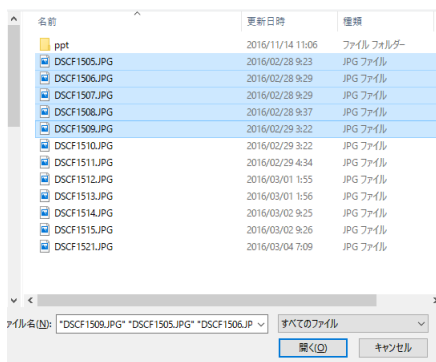 名前 更新日時 種類
ppt 2016/11/14 11:06 ファイル フォルダー
DSCF1505.JPG 2016/02/28 9:23 JPG ファイル
DSCF1506.JPG 2016/02/28 9:29 JPG ファイル
DSCF1507.JPG 2016/02/28 9:29 JPG ファイル
DSCF1508.JPG 2016/02/28 9:37 JPG ファイル
DSCF1509.JPG 2016/02/29 3:22 JPG ファイル
DSCF1510.JPG 2016/02/29 3:22 JPG ファイル
DSCF1511.JPG 2016/02/29 4:34 JPG ファイル
DSCF1512.JPG 2016/03/01 1:55 JPG ファイル
DSCF1513.JPG 2016/03/01 1:56 JPG ファイル
DSCF1514.JPG 2016/03/02 9:25 JPG ファイル
DSCF1515.JPG 2016/03/02 9:26 JPG ファイル
DSCF1521.JPG 2016/03/04 7:09 JPG ファイル
ァイル名(N): "DSCF1509.JPG" "DSCF1505.JPG" "DSCF1506.JP すべてのファイル
開く(O) キャンセル